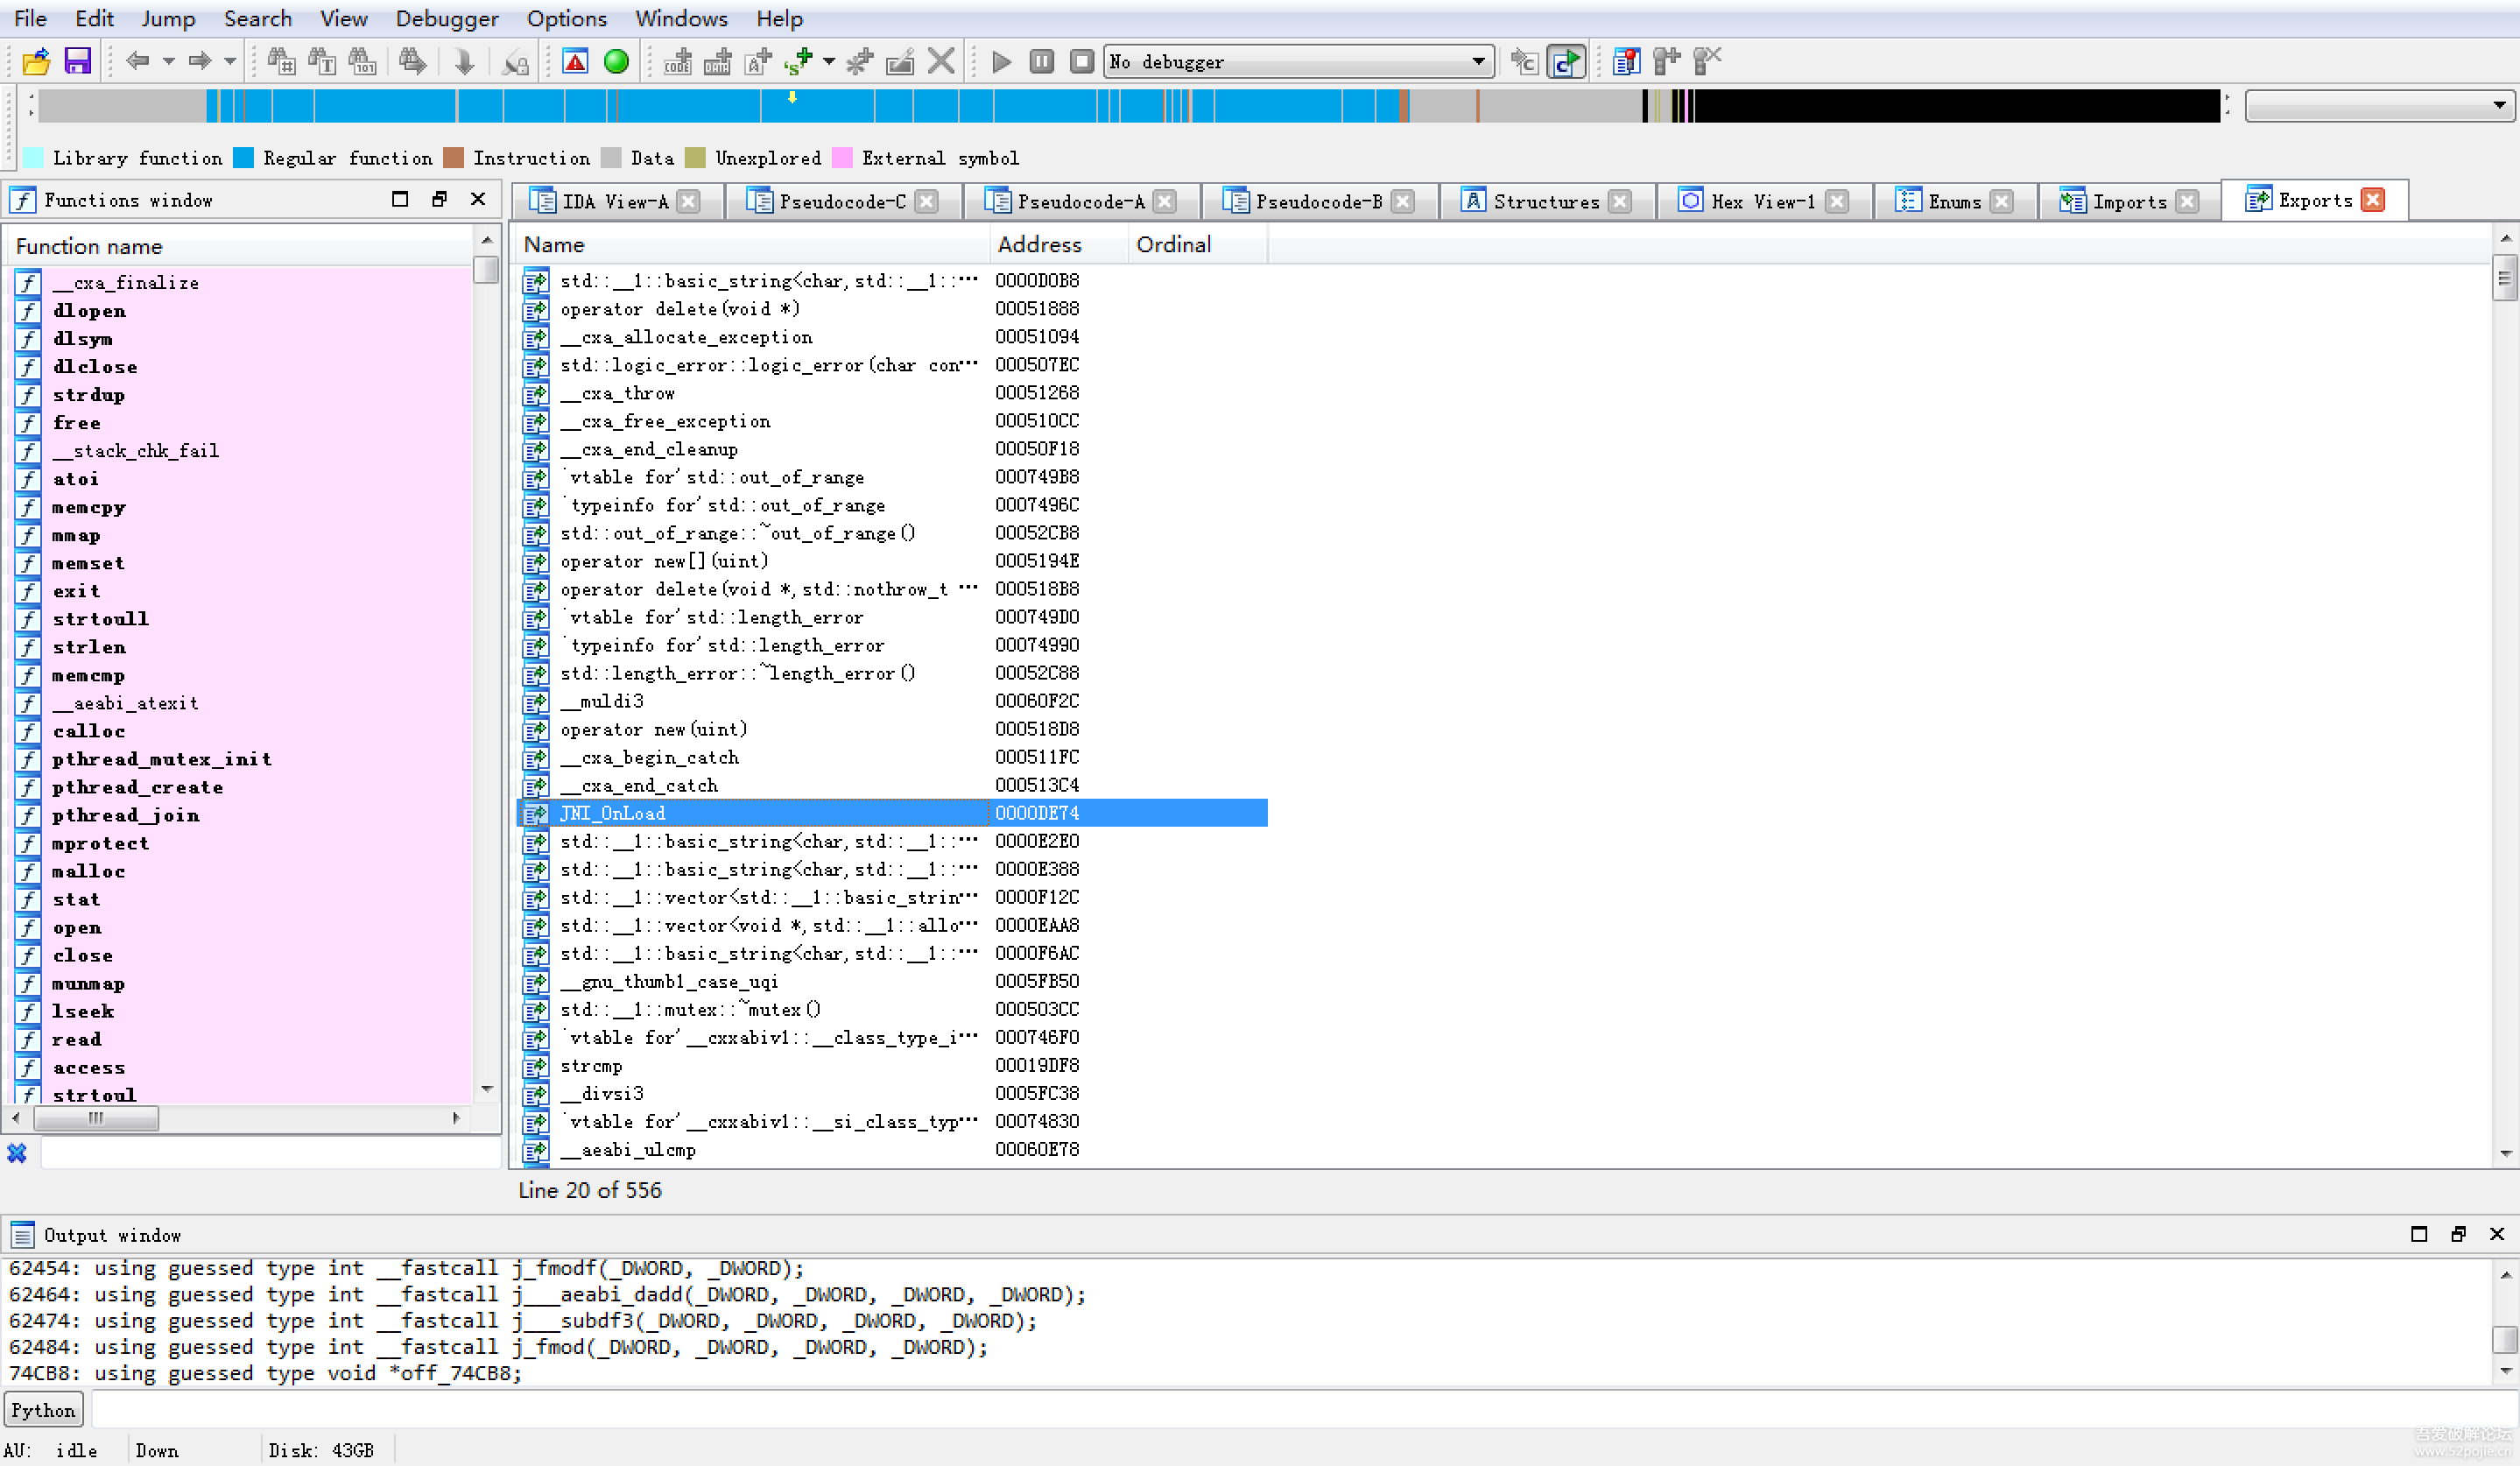 File Edit Jump Search View Debugger Options Windows Help
No debugger
Library function Regular function Instruction Data Unexplored External symbol
Functions window
IDA View-A Pseudocode-C Pseudocode-A Pseudocode-B Structures Hex View-1 Enums Imports Exports
Function name
__cxa_finalize
dlopen
dlsym
dlclose
strdup
free
__stack_chk_fail
atoi
memcpy
mmap
memset
exit
strtoull
strlen
memcmp
__aeabi_atexit
calloc
pthread_mutex_init
pthread_create
pthread_join
mprotect
malloc
stat
open
close
munmap
lseek
read
access
strtoul
Name Address Ordinal
std::__1::basic_string<char,std::__1::… 0000D0B8
operator delete(void *) 00051888
__cxa_allocate_exception 00051094
std::logic_error::logic_error(char con… 000507EC
__cxa_throw 00051268
__cxa_free_exception 000510CC
__cxa_end_cleanup 00050F18
`vtable for'std::out_of_range 000749B8
`typeinfo for'std::out_of_range 0007496C
std::out_of_range::~out_of_range() 00052CB8
operator new[](uint) 0005194E
operator delete(void *,std::nothrow_t … 000518B8
`vtable for'std::length_error 000749D0
`typeinfo for'std::length_error 00074990
std::length_error::~length_error() 00052C88
__muldi3 00060F2C
operator new(uint) 000518D8
__cxa_begin_catch 000511FC
__cxa_end_catch 000513C4
JNI_OnLoad 0000DE74
std::__1::basic_string<char,std::__1::… 0000E2E0
std::__1::basic_string<char,std::__1::… 0000E388
std::__1::vector<std::__1::basic_strin… 0000F12C
std::__1::vector<void *,std::__1::allo… 0000EAA8
std::__1::basic_string<char,std::__1::… 0000F6AC
__gnu_thumb1_case_uqi 0005FB50
std::__1::mutex::~mutex() 000503CC
`vtable for'__cxxabiv1::__class_type_i… 000746F0
strcmp 00019DF8
__divsi3 0005FC38
`vtable for'__cxxabiv1::__si_class_typ… 00074830
__aeabi_ulcmp 00060E78
Line 20 of 556
Output window
62454: using guessed type int __fastcall j_fmodf(_DWORD, _DWORD);
62464: using guessed type int __fastcall j___aeabi_dadd(_DWORD, _DWORD, _DWORD, _DWORD);
62474: using guessed type int __fastcall j___subdf3(_DWORD, _DWORD, _DWORD, _DWORD);
62484: using guessed type int __fastcall j_fmod(_DWORD, _DWORD, _DWORD, _DWORD);
74CB8: using guessed type void *off_74CB8;
Python
AU: idle Down Disk: 43GB
吾爱破解论坛
www.52pojie.cn